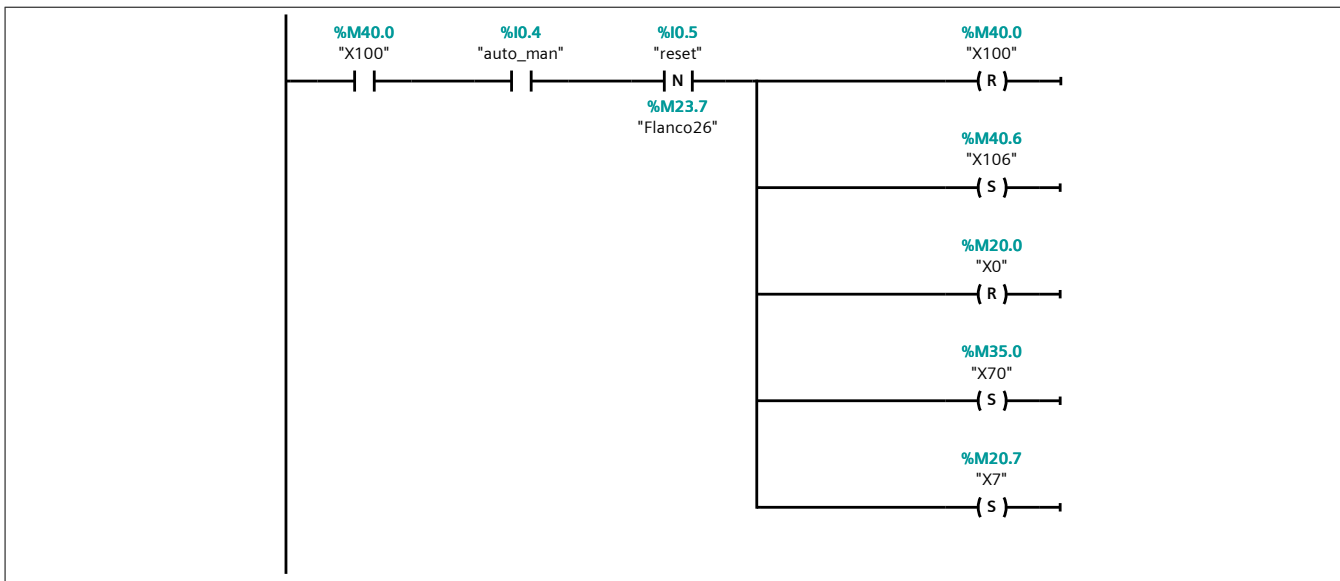 %M40.0 %I0.4 %I0.5 %M40.0
"X100" "auto_man" "reset" "X100"
N R
%M23.7
"Flanco26"
%M40.6
"X106"
S
%M20.0
"X0"
R
%M35.0
"X70"
S
%M20.7
"X7"
S